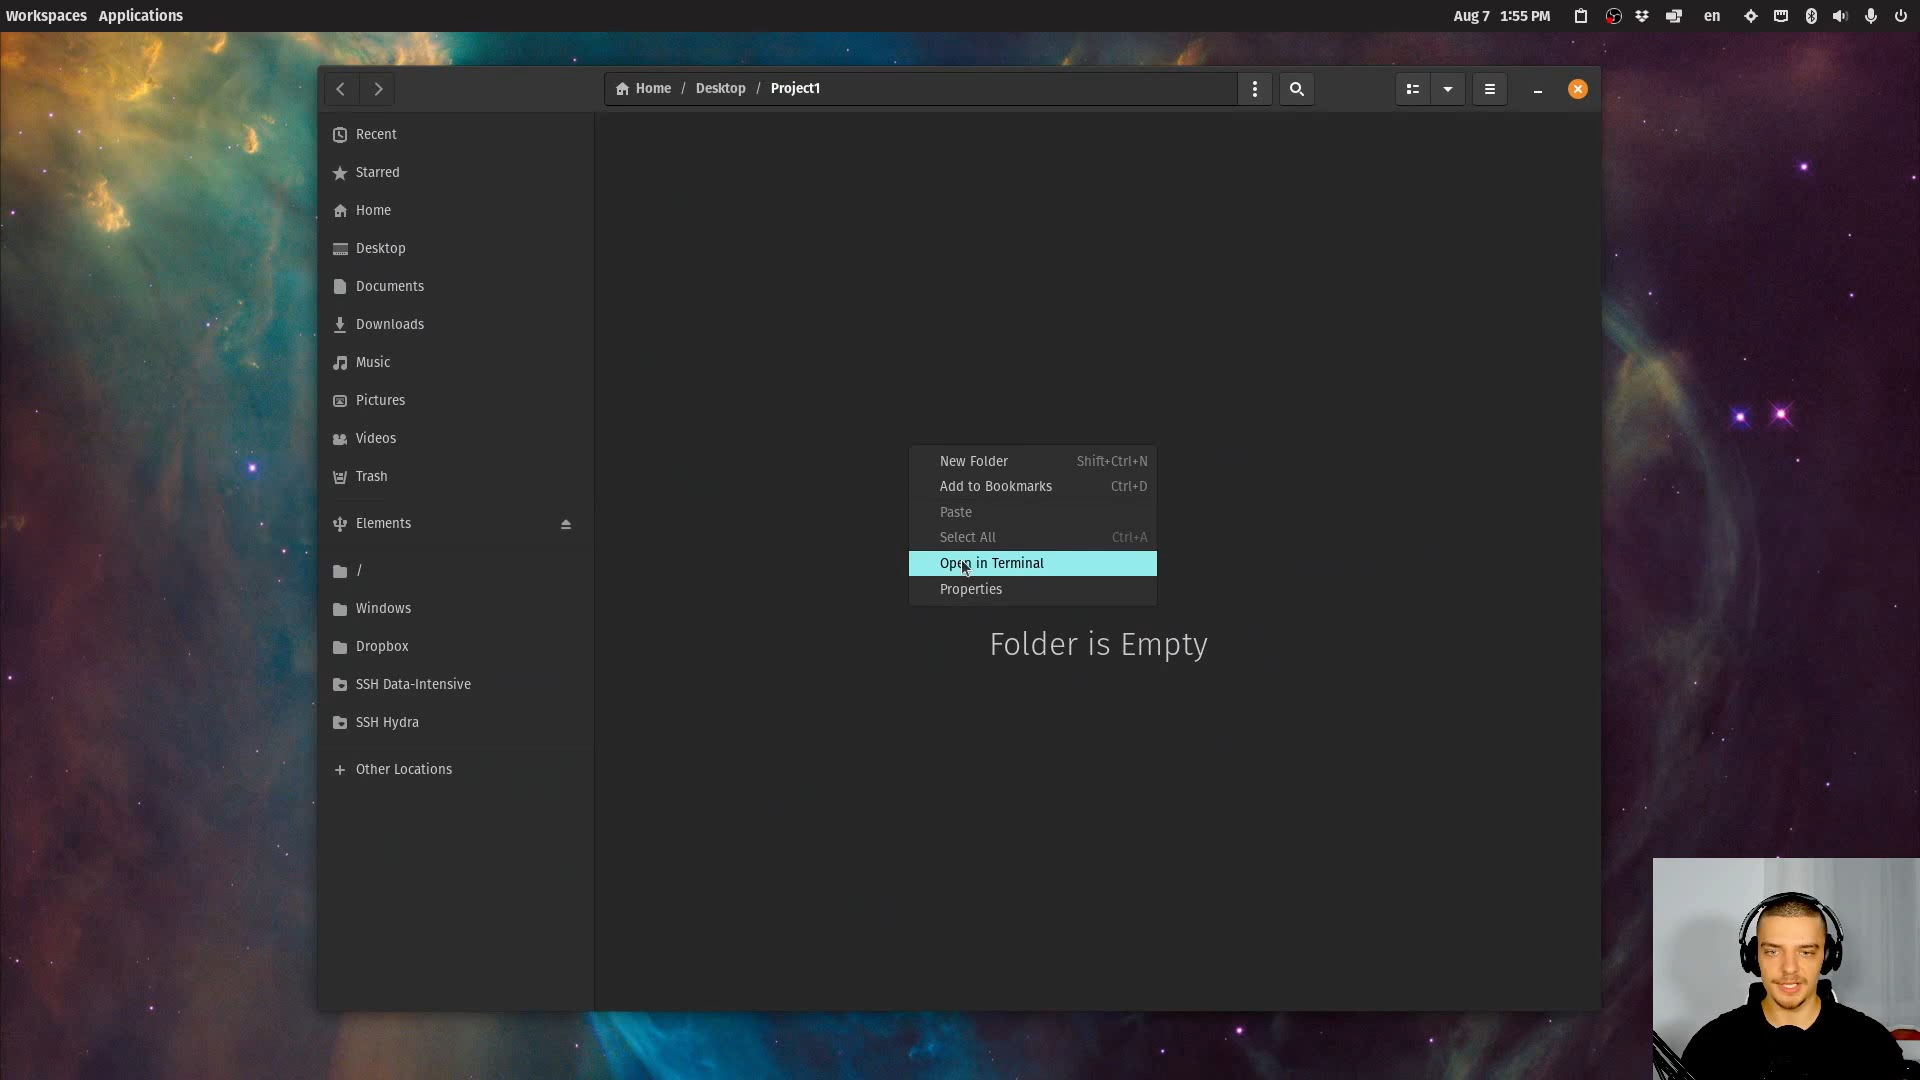 Workspaces Applications
Aug 7 1:55 PM
en
Home / Desktop / Project1
Recent
Starred
Home
Desktop
Documents
Downloads
Music
Pictures
Videos
Trash
Elements
/
Windows
Dropbox
SSH Data-Intensive
SSH Hydra
+ Other Locations
New Folder Shift+Ctrl+N
Add to Bookmarks Ctrl+D
Paste
Select All Ctrl+A
Open in Terminal
Properties
Folder is Empty